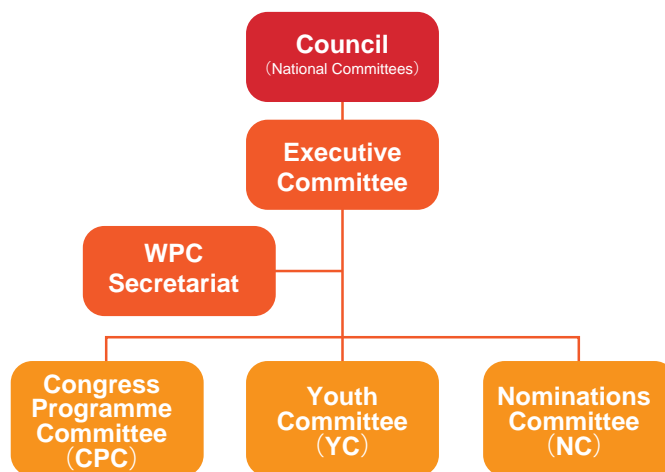 Council
（National Committees）
Executive
Committee
WPC
Secretariat
Congress
Programme
Committee
（CPC）
Youth
Committee
（YC）
Nominations
Committee
（NC）